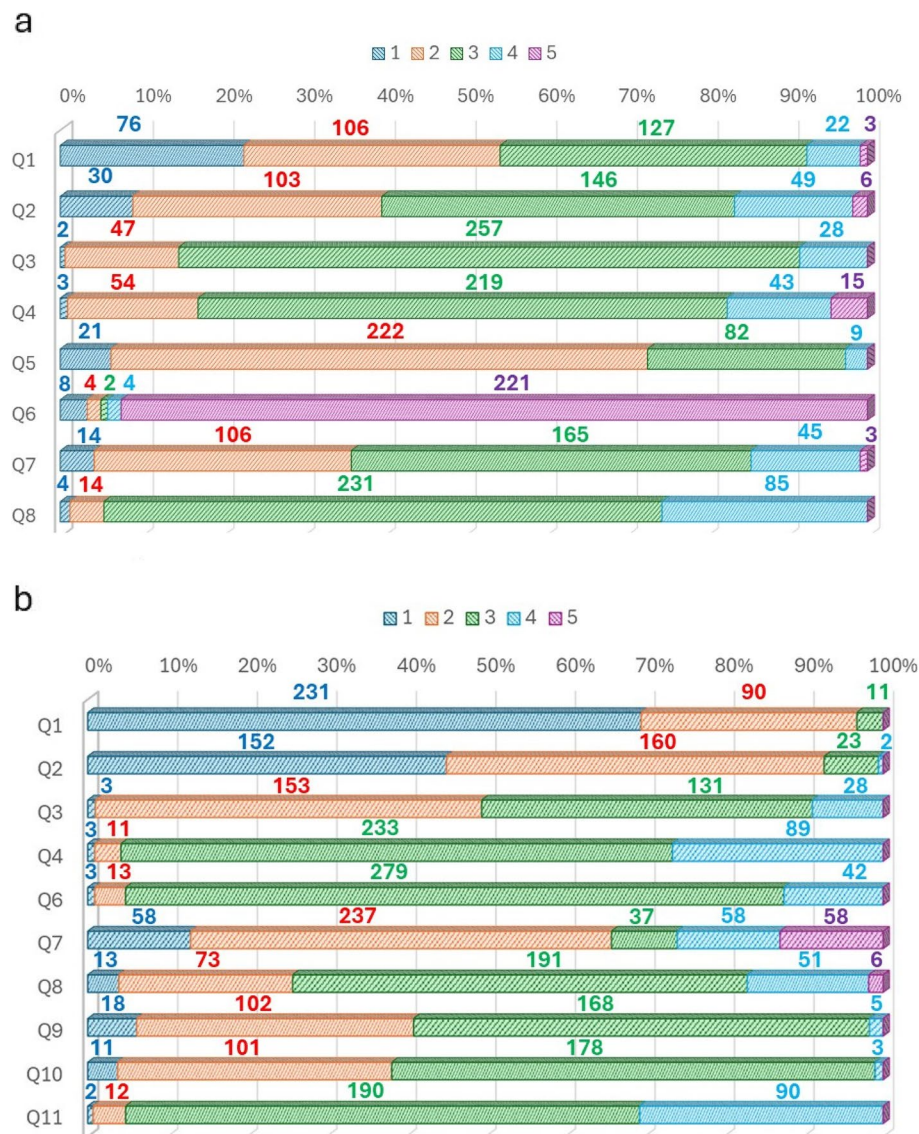 a
1 2 3 4 5
0% 10% 20% 30% 40% 50% 60% 70% 80% 90% 100%
76 106 127 22 3
Q1
30 103 146 49 6
Q2
2 47 257 28
Q3
3 54 219 43 15
Q4
21 222 82 9
Q5
8 4 2 4 221
Q6
14 106 165 45 3
Q7
4 14 231 85
Q8
b
1 2 3 4 5
0% 10% 20% 30% 40% 50% 60% 70% 80% 90% 100%
231 90 11
Q1
152 160 23 2
Q2
3 153 131 28
Q3
3 11 233 89
Q4
3 13 279 42
Q6
58 237 37 58 58
Q7
13 73 191 51 6
Q8
18 102 168 5
Q9
11 101 178 3
Q10
2 12 190 90
Q11